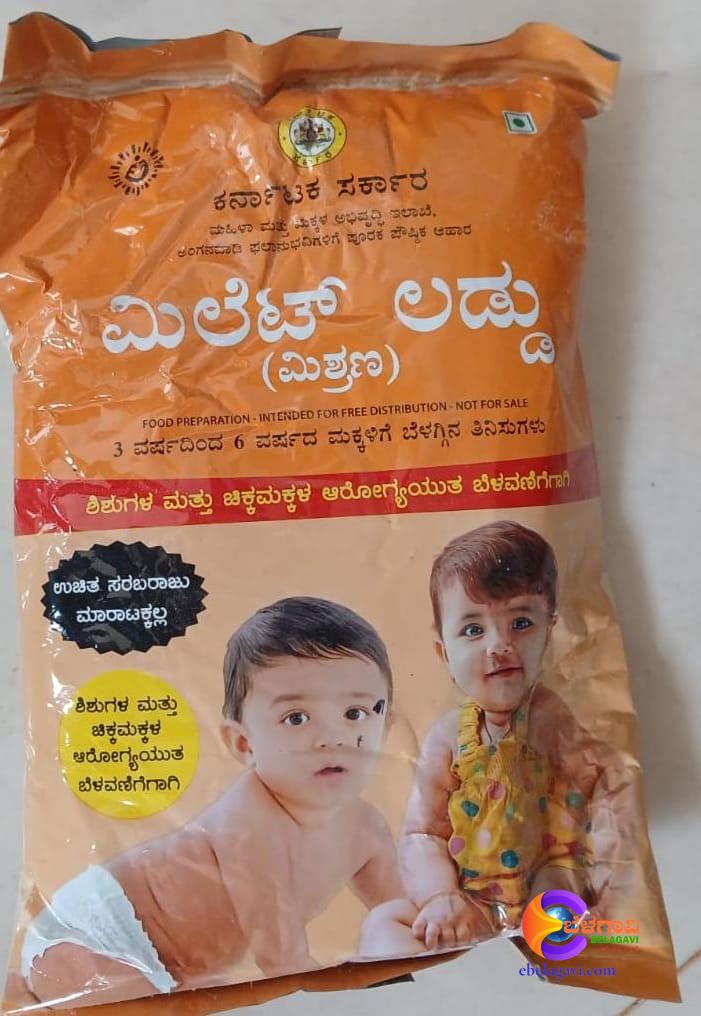 ಕರ್ನಾಟಕ ಸರ್ಕಾರ
ಮಹಿಳಾ ಮತ್ತು ಮಕ್ಕಳ ಅಭಿವೃದ್ಧಿ ಇಲಾಖೆ,
ಅಂಗನವಾಡಿ ಫಲಾನುಭವಿಗಳಿಗೆ ಪೂರಕ ಪೌಷ್ಠಿಕ ಆಹಾರ
ಮಿಲೆಟ್ ಲಡ್ಡು
(ಮಿಶ್ರಣ)
FOOD PREPARATION - INTENDED FOR FREE DISTRIBUTION - NOT FOR SALE
3 ವರ್ಷದಿಂದ 6 ವರ್ಷದ ಮಕ್ಕಳಿಗೆ ಬೆಳಗ್ಗಿನ ತಿನಿಸುಗಳು
ಶಿಶುಗಳ ಮತ್ತು ಚಿಕ್ಕಮಕ್ಕಳ ಆರೋಗ್ಯಯುತ ಬೆಳವಣಿಗೆಗಾಗಿ
ಉಚಿತ ಸರಬರಾಜು
ಮಾರಾಟಕ್ಕಲ್ಲ
ಶಿಶುಗಳ ಮತ್ತು
ಚಿಕ್ಕಮಕ್ಕಳ
ಆರೋಗ್ಯಯುತ
ಬೆಳವಣಿಗೆಗಾಗಿ
ಬೆಳಗಾವಿ
BELAGAVI
ebelagavi.com